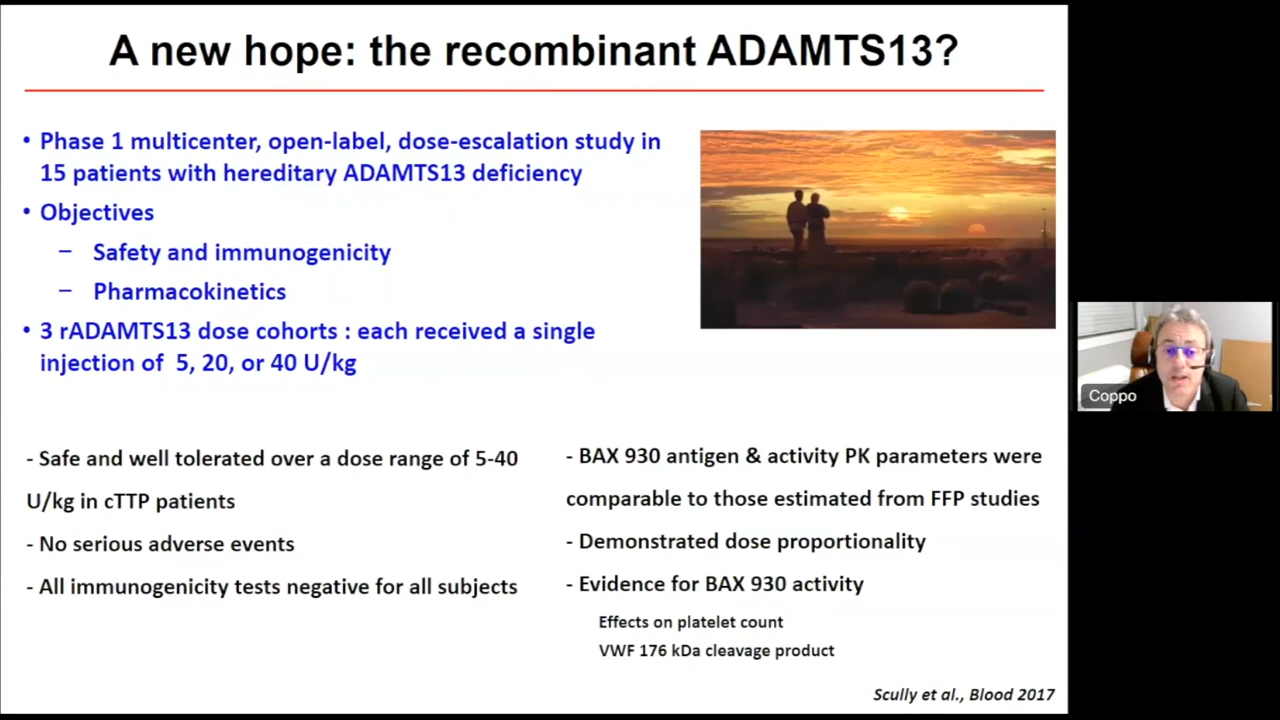 A new hope: the recombinant ADAMTS13?
• Phase 1 multicenter, open-label, dose-escalation study in
15 patients with hereditary ADAMTS13 deficiency
• Objectives
– Safety and immunogenicity
– Pharmacokinetics
• 3 rADAMTS13 dose cohorts : each received a single
injection of 5, 20, or 40 U/kg
- Safe and well tolerated over a dose range of 5-40
U/kg in cTTP patients
- No serious adverse events
- All immunogenicity tests negative for all subjects
- BAX 930 antigen & activity PK parameters were
comparable to those estimated from FFP studies
- Demonstrated dose proportionality
- Evidence for BAX 930 activity
Effects on platelet count
VWF 176 kDa cleavage product
Scully et al., Blood 2017
Coppo